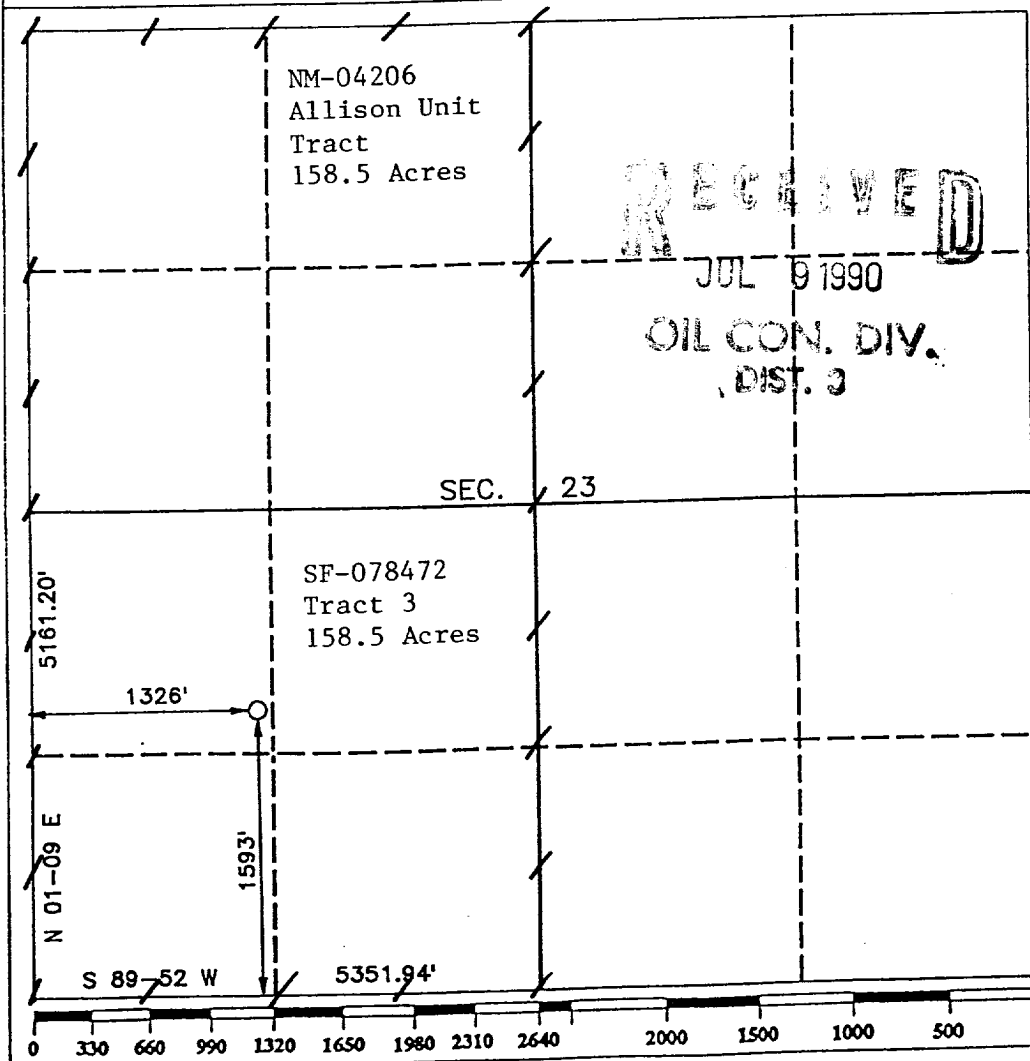 NM-04206
Allison Unit
Tract
158.5 Acres
RECEIVED
JUL 9 1990
OIL CON. DIV.
DIST. 3
SEC. 23
SF-078472
Tract 3
158.5 Acres
5161.20'
1326'
N 01-09 E
1593'
S 89-52 W
5351.94'
0 330 660 990 1320 1650 1980 2310 2640 2000 1500 1000 500